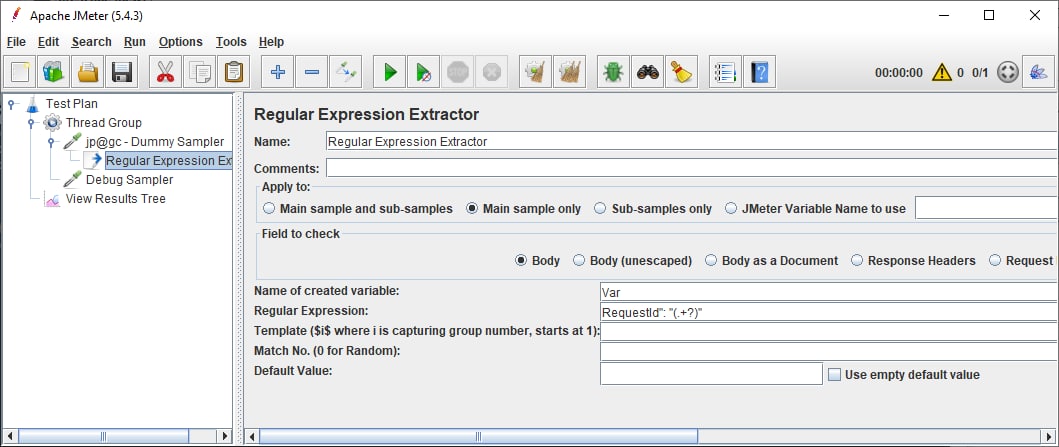 Apache JMeter (5.4.3)
File Edit Search Run Options Tools Help
STOP
00:00:00 0 0/1
Test Plan
Thread Group
jp@gc - Dummy Sampler
Regular Expression Ex
Debug Sampler
View Results Tree
Regular Expression Extractor
Name: Regular Expression Extractor
Comments:
Apply to:
Main sample and sub-samples Main sample only Sub-samples only JMeter Variable Name to use
Field to check
Body Body (unescaped) Body as a Document Response Headers Request
Name of created variable: Var
Regular Expression: RequestId": "(.+?)"
Template ($i$ where i is capturing group number, starts at 1):
Match No. (0 for Random):
Default Value: Use empty default value